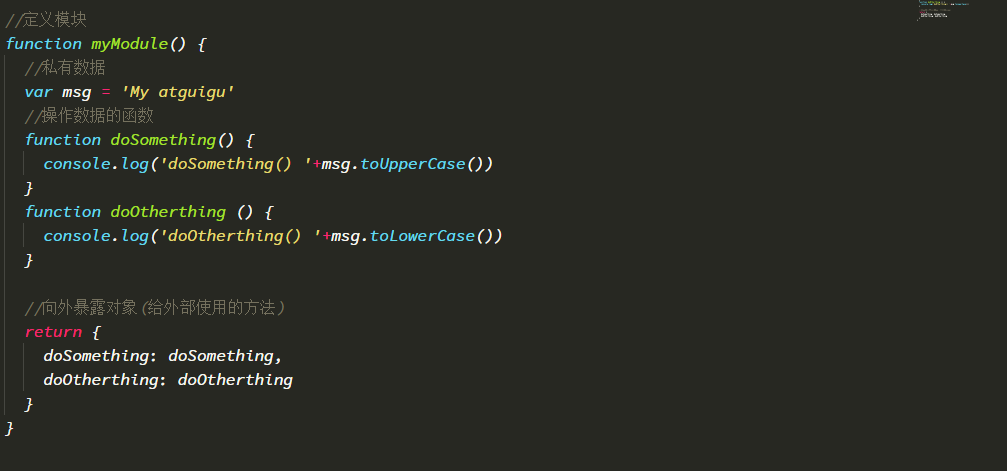 //定义模块
function myModule() {
  //私有数据
  var msg = 'My atguigu'
  //操作数据的函数
  function doSomething() {
    console.log('doSomething() '+msg.toUpperCase())
  }
  function doOtherthing () {
    console.log('doOtherthing() '+msg.toLowerCase())
  }
  //向外暴露对象(给外部使用的方法)
  return {
    doSomething: doSomething,
    doOtherthing: doOtherthing
  }
}